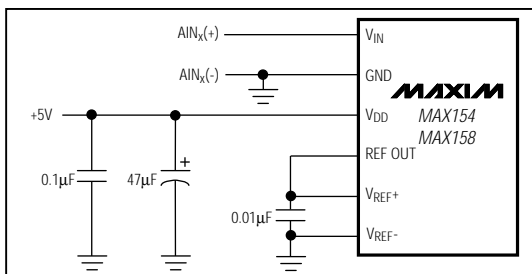 AINx(+)
VIN
AINx(-)
GND
MAXIM
+5V
VDD
MAX154
MAX158
REF OUT
+
0.1μF
47μF
VREF+
0.01μF
VREF-